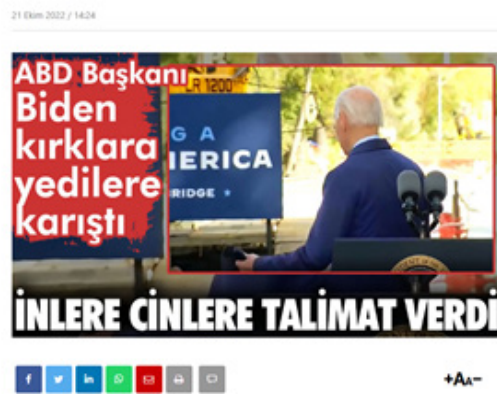 21 Ekim 2022 / 14:24
ABD Başkanı
Biden
kırklara
yedilere
karıştı
LR 1200
G A
ERICA
RIDGE
İNLERE CİNLERE TALİMAT VERDİ
+AA-